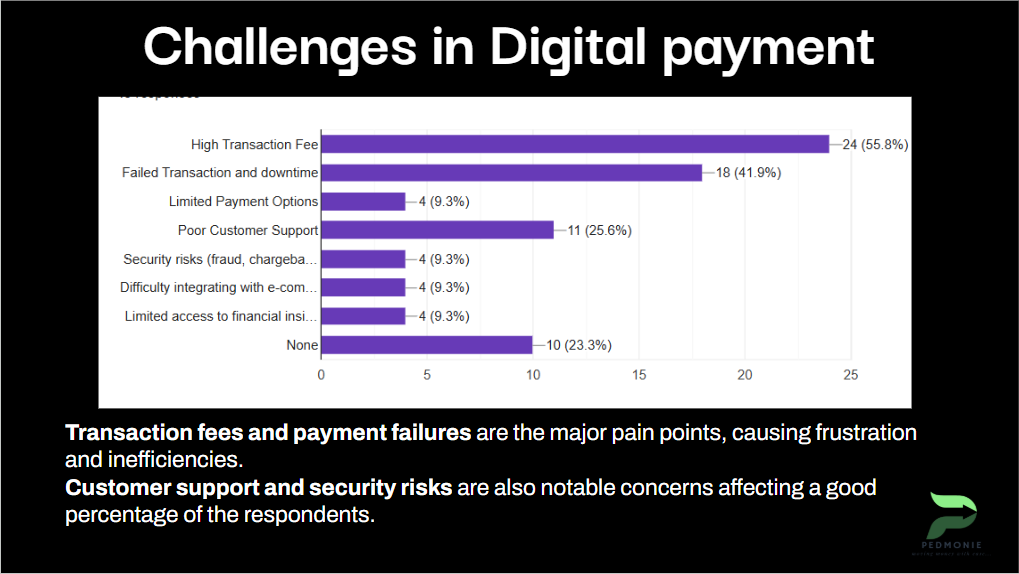 Challenges in Digital payment
responses
High Transaction Fee
24 (55.8%)
Failed Transaction and downtime
18 (41.9%)
Limited Payment Options
4 (9.3%)
Poor Customer Support
11 (25.6%)
Security risks (fraud, chargeba...
4 (9.3%)
Difficulty integrating with e-com...
4 (9.3%)
Limited access to financial insi...
4 (9.3%)
None
10 (23.3%)
0 5 10 15 20 25
Transaction fees and payment failures are the major pain points, causing frustration
and inefficiencies.
Customer support and security risks are also notable concerns affecting a good
percentage of the respondents.
PEDMONIE